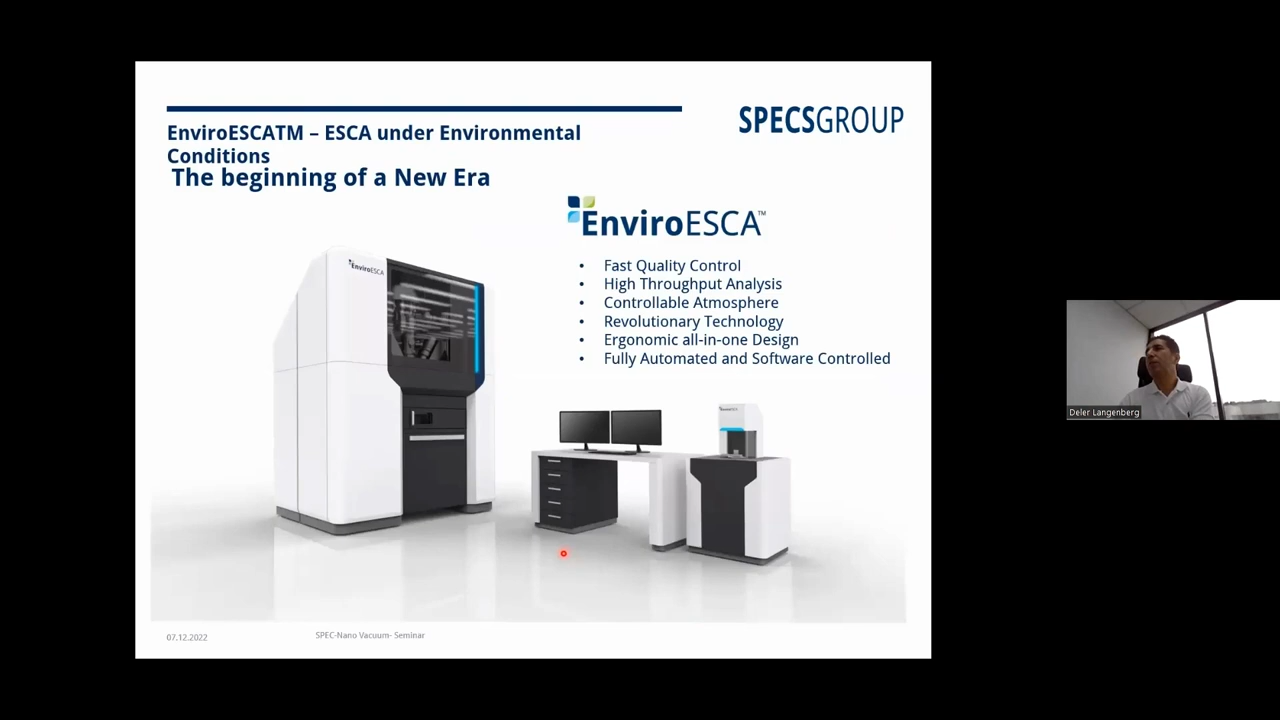 SPECSGROUP
EnviroESCATM – ESCA under Environmental
Conditions
The beginning of a New Era
EnviroESCA™
• Fast Quality Control
• High Throughput Analysis
• Controllable Atmosphere
• Revolutionary Technology
• Ergonomic all-in-one Design
• Fully Automated and Software Controlled
EnviroESCA
EnviroESCA
Deler Langenberg
07.12.2022
SPEC-Nano Vacuum- Seminar